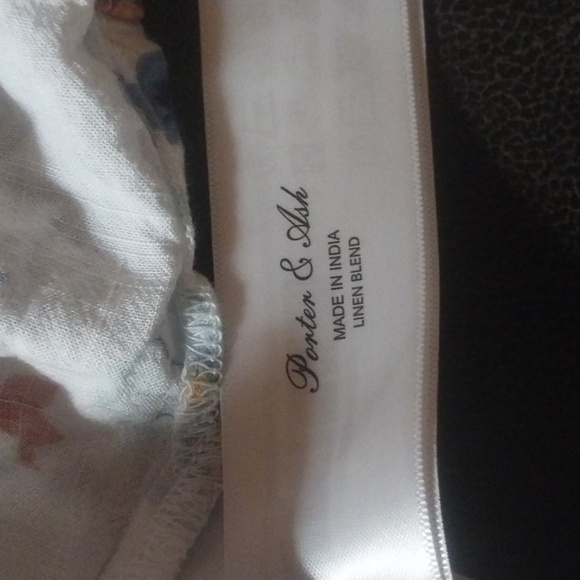 Porter & Ash
MADE IN INDIA
LINEN BLEND